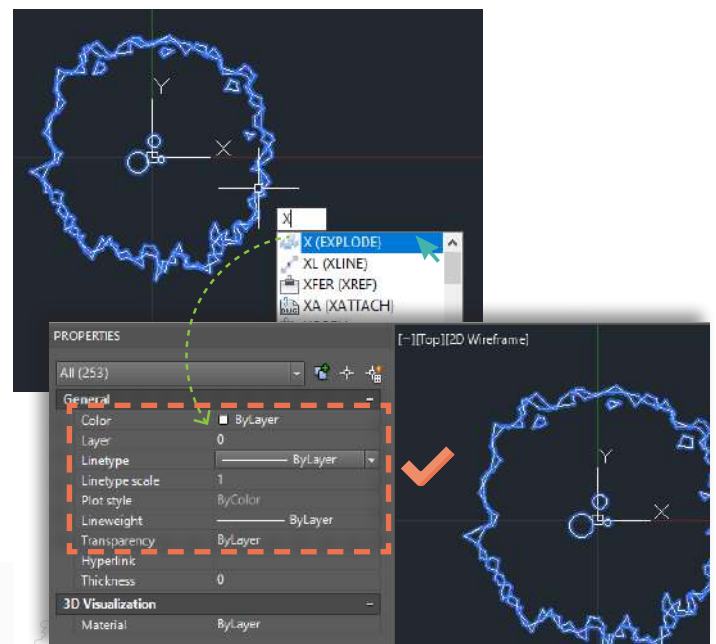 Y
X
X
X (EXPLODE)
XL (XLINE)
XFER (XREF)
XA (XATTACH)
PROPERTIES
[−][Top][2D Wireframe]
All (253)
General
Color ByLayer
Layer 0
Linetype ByLayer
Linetype scale 1
Plot style ByColor
Lineweight ByLayer
Transparency ByLayer
Hyperlink
Thickness 0
3D Visualization
Material ByLayer
Y
X